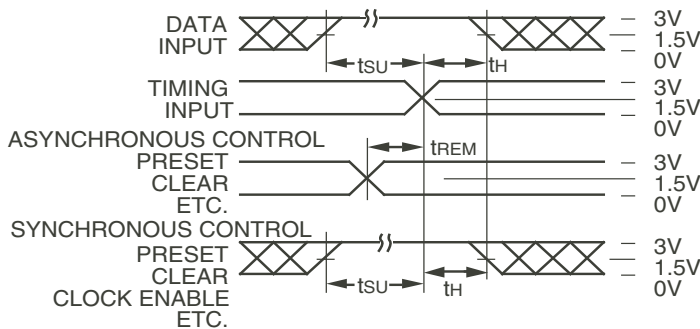 DATA
INPUT
3V
1.5V
0V
tSU
tH
TIMING
INPUT
3V
1.5V
0V
ASYNCHRONOUS CONTROL
tREM
PRESET
CLEAR
ETC.
3V
1.5V
0V
SYNCHRONOUS CONTROL
PRESET
CLEAR
CLOCK ENABLE
ETC.
3V
1.5V
0V
tSU
tH